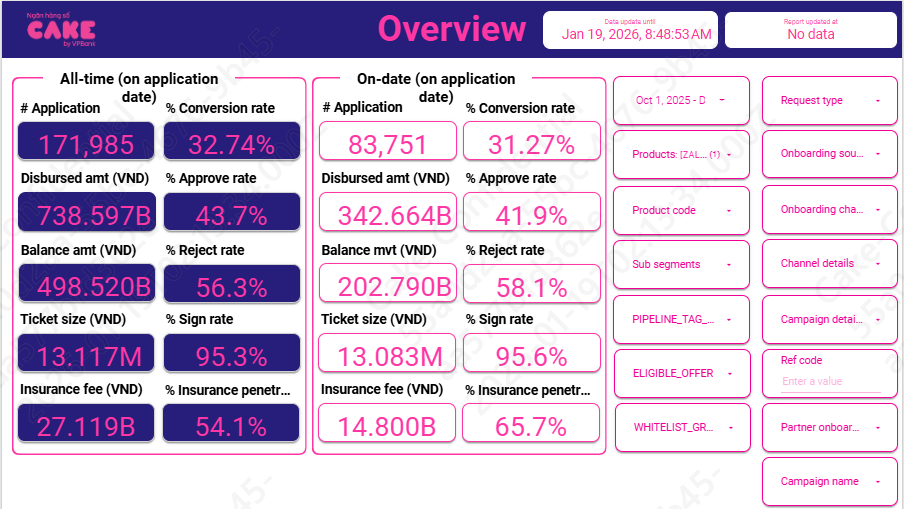 Ngân hàng số
CAKE
by VPBank
Overview
Data update until
Jan 19, 2026, 8:48:53 AM
Report updated at
No data
All-time (on application
date)
# Application
% Conversion rate
171,985
32.74%
Disbursed amt (VND)
% Approve rate
738.597B
43.7%
Balance amt (VND)
% Reject rate
498.520B
56.3%
Ticket size (VND)
% Sign rate
13.117M
95.3%
Insurance fee (VND)
% Insurance penetr...
27.119B
54.1%
On-date (on application
date)
# Application
% Conversion rate
83,751
31.27%
Disbursed amt (VND)
% Approve rate
342.664B
41.9%
Balance mvt (VND)
% Reject rate
202.790B
58.1%
Ticket size (VND)
% Sign rate
13.083M
95.6%
Insurance fee (VND)
% Insurance penetr...
14.800B
65.7%
Oct 1, 2025 - D
Request type
Products: [ZAL... (1)
Onboarding sou...
Product code
Onboarding cha...
Sub segments
Channel details
PIPELINE_TAG_...
Campaign detai...
ELIGIBLE_OFFER
Ref code
Enter a value
WHITELIST_GR...
Partner onboar...
Campaign name